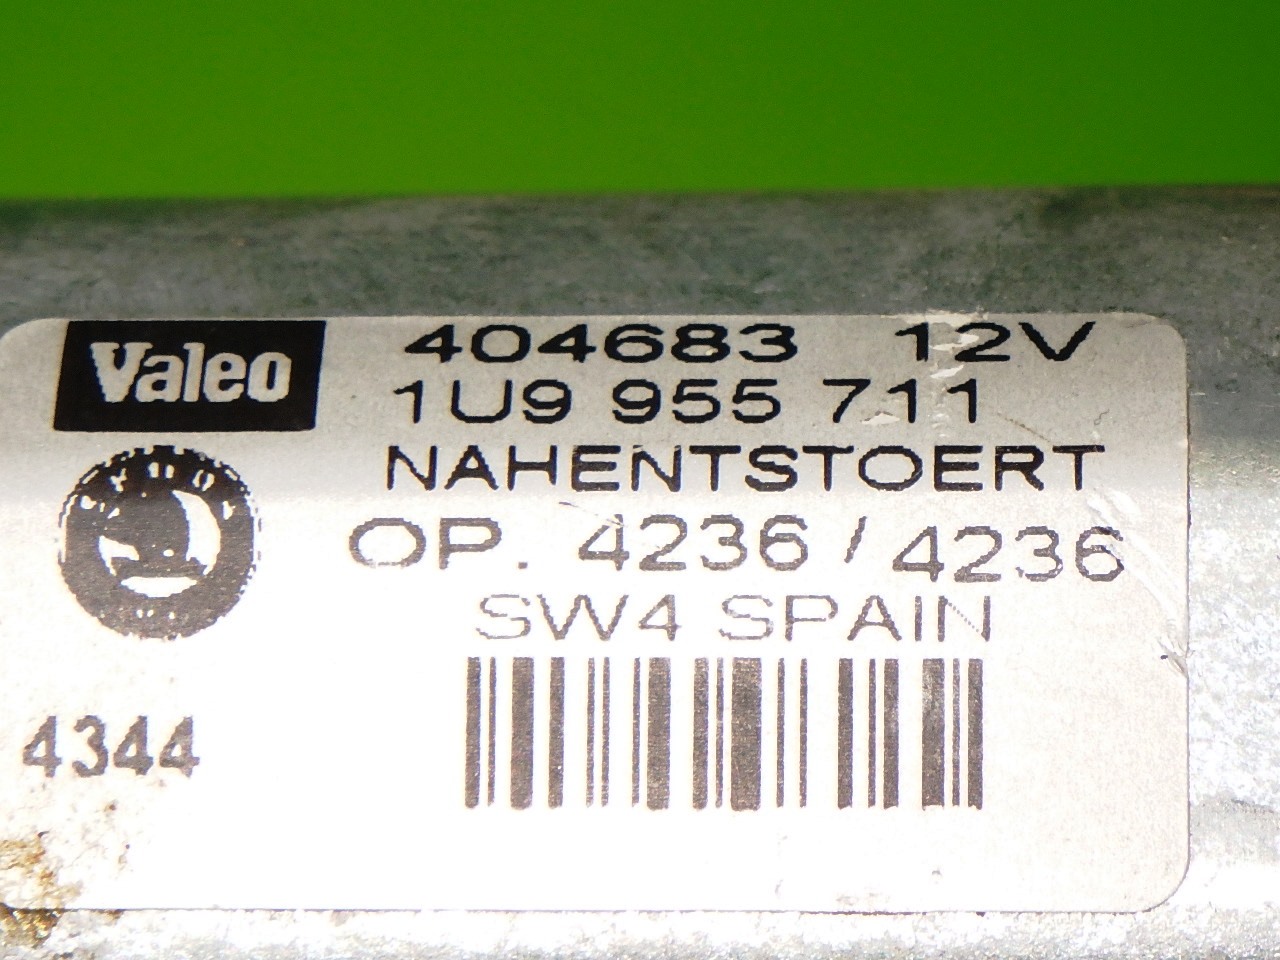 Valeo
404683 12V
1U9 955 711
NAHENTSTOERT
OP. 4236 / 4236
SW4 SPAIN
4344